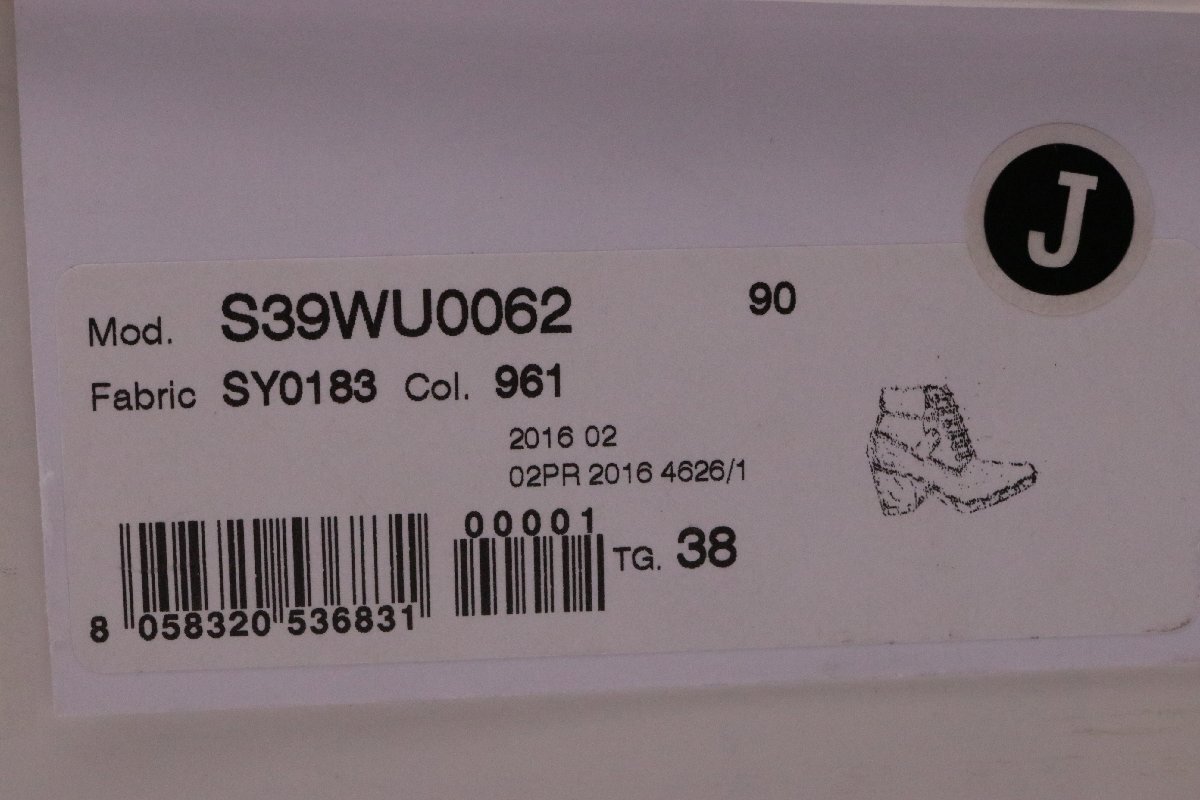 J
Mod. S39WU0062 90
Fabric SY0183 Col. 961
2016 02
02PR 2016 4626/1
00001
TG. 38
8 058320 536831